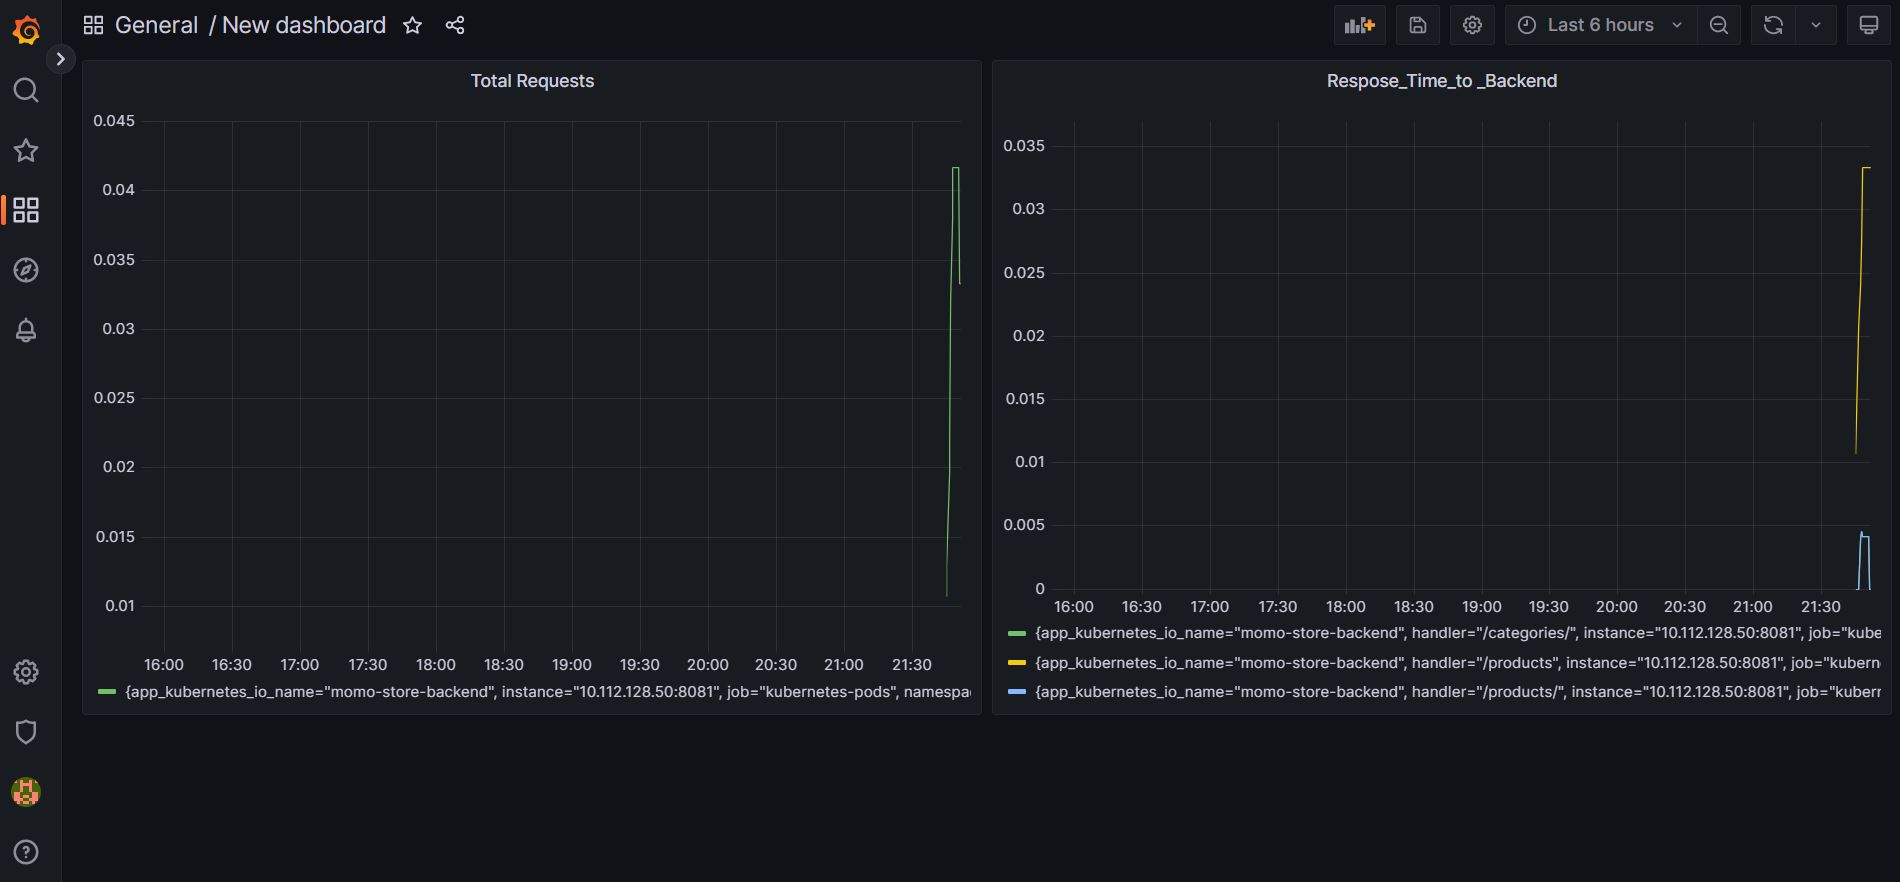 General / New dashboard
Last 6 hours
Total Requests
0.045
0.04
0.035
0.03
0.025
0.02
0.015
0.01
16:00 16:30 17:00 17:30 18:00 18:30 19:00 19:30 20:00 20:30 21:00 21:30
{app_kubernetes_io_name="momo-store-backend", instance="10.112.128.50:8081", job="kubernetes-pods", namespa
Respose_Time_to _Backend
0.035
0.03
0.025
0.02
0.015
0.01
0.005
0
16:00 16:30 17:00 17:30 18:00 18:30 19:00 19:30 20:00 20:30 21:00 21:30
{app_kubernetes_io_name="momo-store-backend", handler="/categories/", instance="10.112.128.50:8081", job="kube
{app_kubernetes_io_name="momo-store-backend", handler="/products", instance="10.112.128.50:8081", job="kubern
{app_kubernetes_io_name="momo-store-backend", handler="/products/", instance="10.112.128.50:8081", job="kubern